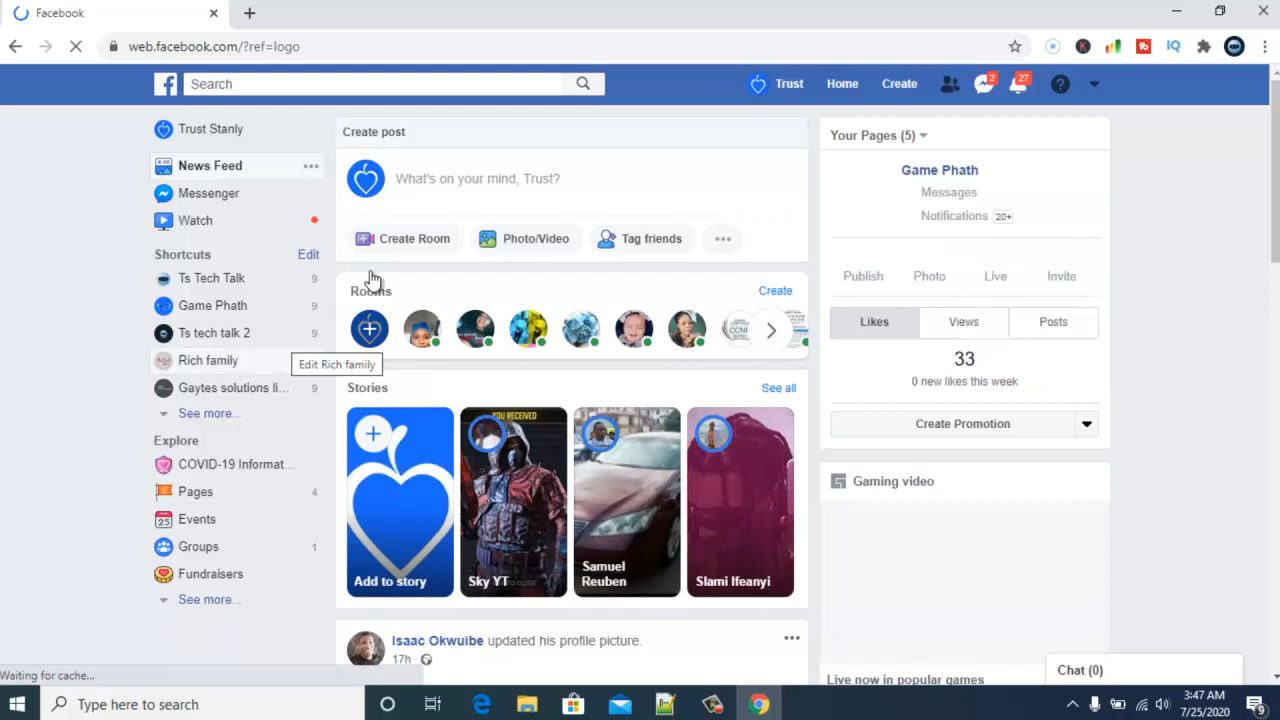 Facebook
web.facebook.com/?ref=logo
Search
Trust
Home
Create
2
27
Trust Stanly
News Feed
Messenger
Watch
Shortcuts
Edit
Ts Tech Talk
9
Game Phath
9
Ts tech talk 2
9
Rich family
Edit Rich family
Gaytes solutions li...
9
See more...
Explore
COVID-19 Informat...
Pages
4
Events
Groups
1
Fundraisers
See more...
Waiting for cache...
Create post
What's on your mind, Trust?
Create Room
Photo/Video
Tag friends
Rooms
Create
Stories
See all
YOU RECEIVED
Add to story
Sky YT
Samuel
Reuben
Slami Ifeanyi
Isaac Okwuibe updated his profile picture.
17h
Your Pages (5)
Game Phath
Messages
Notifications 20+
Publish
Photo
Live
Invite
Likes
Views
Posts
33
0 new likes this week
Create Promotion
Gaming video
Live now in popular games
Chat (0)
Type here to search
3:47 AM
7/25/2020
9